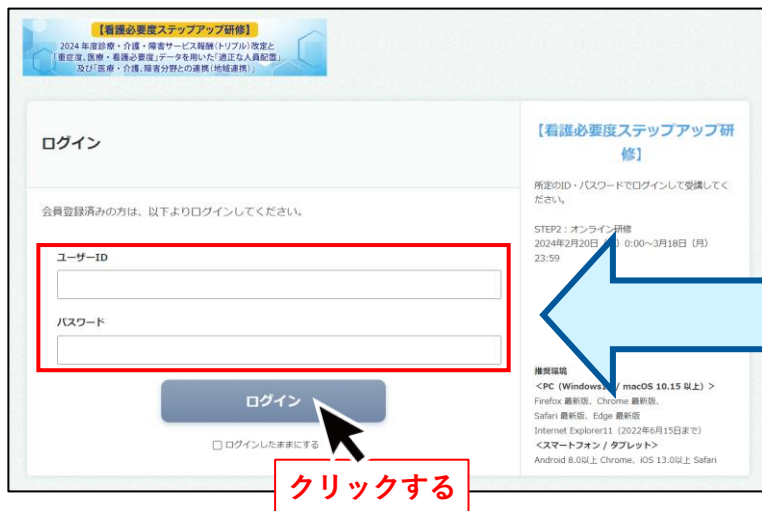 【看護必要度ステップアップ研修】
2024年度診療・介護・障害サービス報酬(トリプル)改定と
「重症度、医療・看護必要度」データを用いた「適正な人員配置」
及び「医療・介護、障害分野との連携(地域連携)」
ログイン
会員登録済みの方は、以下よりログインしてください。
ユーザーID
パスワード
ログイン
ログインしたままにする
クリックする
【看護必要度ステップアップ研
修】
所定のID・パスワードでログインして受講してく
ださい。
STEP2：オンライン研修
2024年2月20日 0:00～3月18日（月）
23:59
推奨環境
<PC（Windows / macOS 10.15 以上）>
Firefox 最新版、Chrome 最新版、
Safari 最新版、Edge 最新版
Internet Explorer11（2022年6月15日まで）
<スマートフォン / タブレット>
Android 8.0以上 Chrome、iOS 13.0以上 Safari